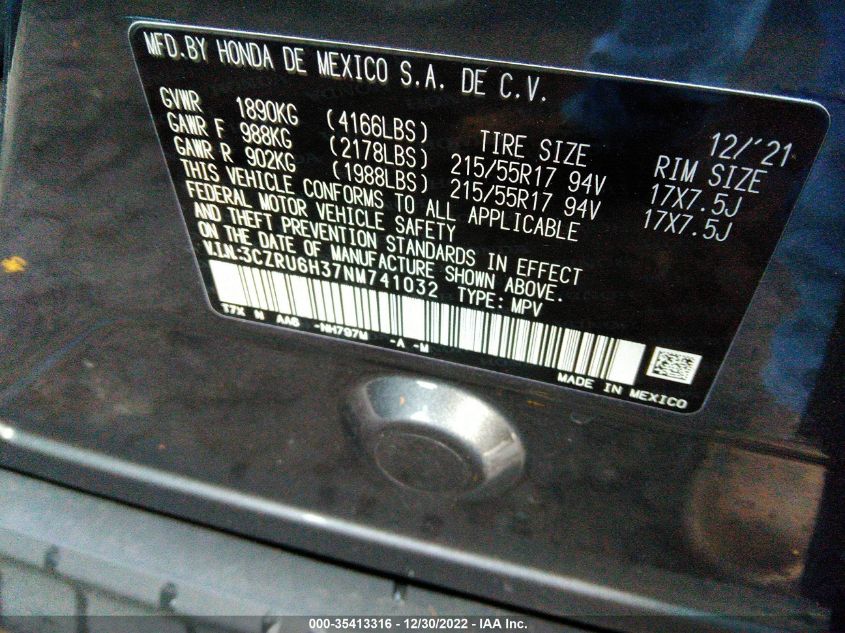 MFD.BY HONDA DE MEXICO S.A. DE C.V.
12/'21
GVWR 1890KG (4166LBS) TIRE SIZE RIM SIZE
GAWR F 988KG (2178LBS) 215/55R17 94V 17X7.5J
GAWR R 902KG (1988LBS) 215/55R17 94V 17X7.5J
THIS VEHICLE CONFORMS TO ALL APPLICABLE
FEDERAL MOTOR VEHICLE SAFETY
AND THEFT PREVENTION STANDARDS IN EFFECT
ON THE DATE OF MANUFACTURE SHOWN ABOVE.
V.I.N:3CZRU6H37NM741032 TYPE: MPV
T7X M AA6 -NH797M -A -M
MADE IN MEXICO
000-35413316 - 12/30/2022 - IAA Inc.